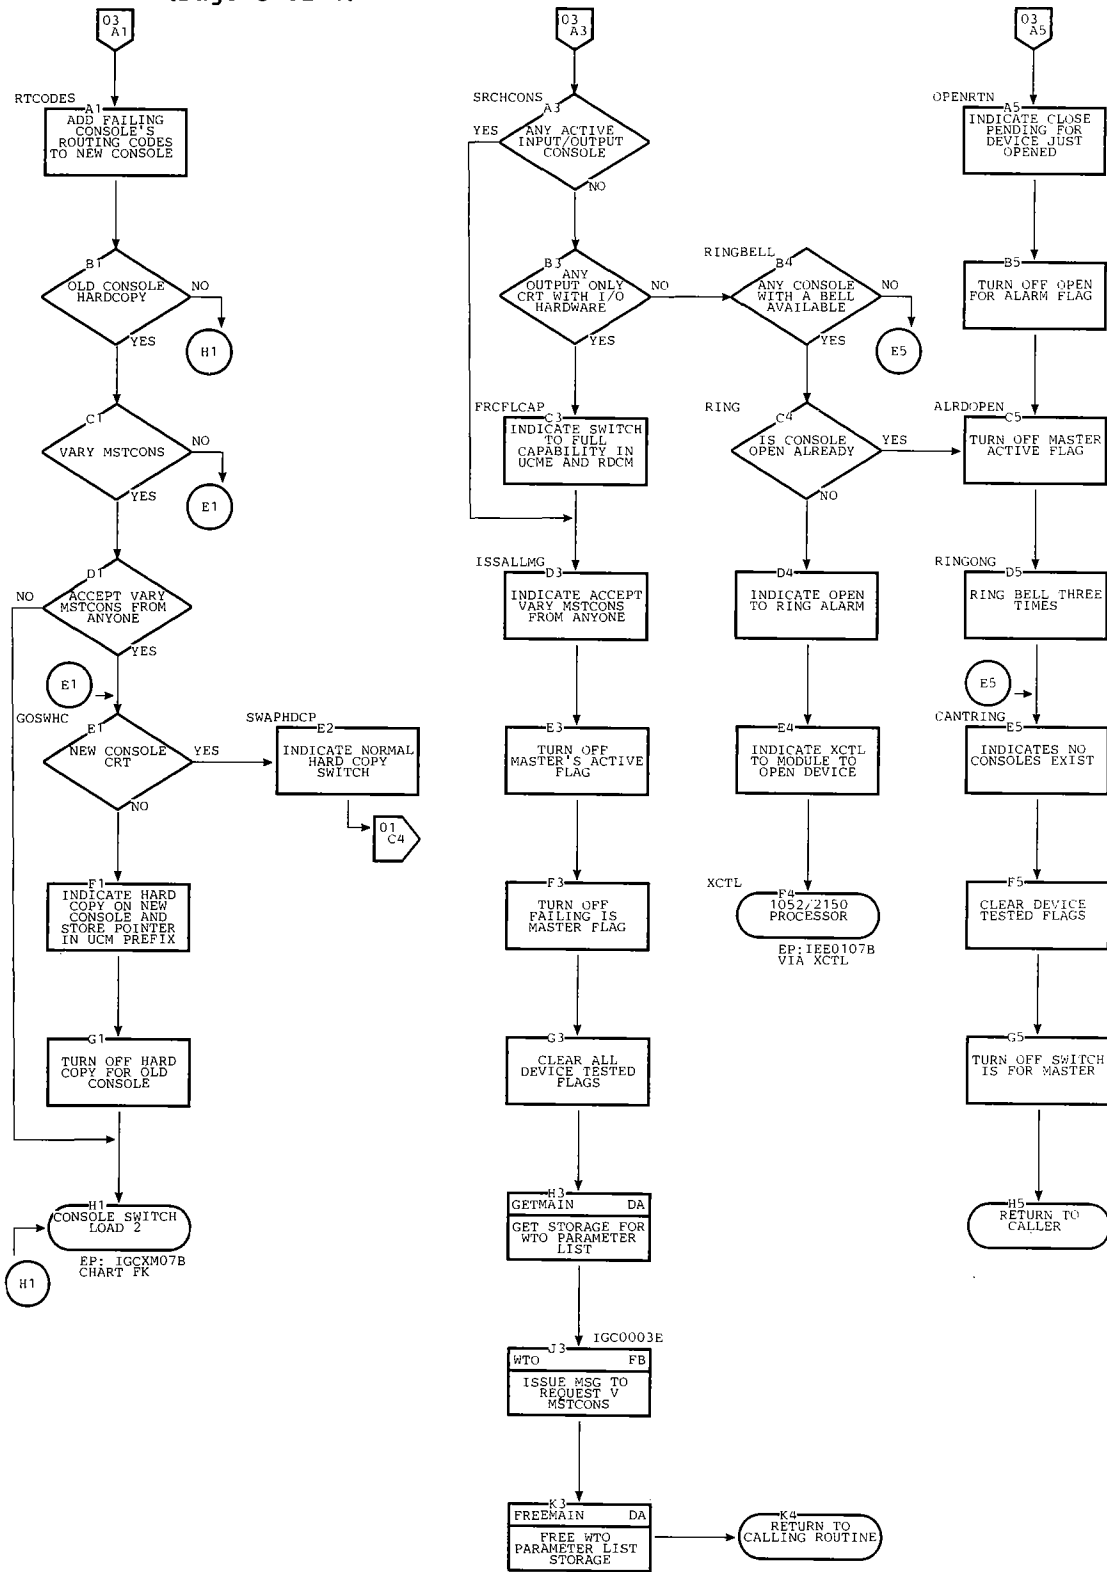 03
A1
RTCODES
A1
ADD FAILING
CONSOLE'S
ROUTING CODES
TO NEW CONSOLE
B1
OLD CONSOLE
HARDCOPY
NO
H1
YES
C1
VARY MSTCONS
NO
E1
YES
D1
NO
ACCEPT VARY
MSTCONS FROM
ANYONE
YES
E1
GOSWHC
E1
NEW CONSOLE
CRT
YES
NO
SWAPHDCP
E2
INDICATE NORMAL
HARD COPY
SWITCH
01
C4
F1
INDICATE HARD
COPY ON NEW
CONSOLE AND
STORE POINTER
IN UCM PREFIX
G1
TURN OFF HARD
COPY FOR OLD
CONSOLE
H1
CONSOLE SWITCH
LOAD 2
EP: IGCXM07B
CHART FK
H1
03
A3
SRCHCONS
A3
YES
ANY ACTIVE
INPUT/OUTPUT
CONSOLE
NO
B3
ANY
OUTPUT ONLY
CRT WITH I/O
HARDWARE
NO
YES
FRCFLCAP
C3
INDICATE SWITCH
TO FULL
CAPABILITY IN
UCME AND RDCM
ISSALLMG
D3
INDICATE ACCEPT
VARY MSTCONS
FROM ANYONE
E3
TURN OFF
MASTER'S ACTIVE
FLAG
F3
TURN OFF
FAILING IS
MASTER FLAG
G3
CLEAR ALL
DEVICE TESTED
FLAGS
H3
GETMAIN DA
GET STORAGE FOR
WTO PARAMETER
LIST
IGC0003E
J3
WTO FB
ISSUE MSG TO
REQUEST V
MSTCONS
K3
FREEMAIN DA
FREE WTO
PARAMETER LIST
STORAGE
K4
RETURN TO
CALLING ROUTINE
RINGBELL
B4
ANY CONSOLE
WITH A BELL
AVAILABLE
NO
E5
YES
RING
C4
IS CONSOLE
OPEN ALREADY
YES
NO
D4
INDICATE OPEN
TO RING ALARM
E4
INDICATE XCTL
TO MODULE TO
OPEN DEVICE
XCTL
F4
1052/2150
PROCESSOR
EP:IEE0107B
VIA XCTL
03
A5
OPENRTN
A5
INDICATE CLOSE
PENDING FOR
DEVICE JUST
OPENED
B5
TURN OFF OPEN
FOR ALARM FLAG
ALRDOPEN
C5
TURN OFF MASTER
ACTIVE FLAG
RINGONG
D5
RING BELL THREE
TIMES
E5
CANTRING
E5
INDICATES NO
CONSOLES EXIST
F5
CLEAR DEVICE
TESTED FLAGS
G5
TURN OFF SWITCH
IS FOR MASTER
H5
RETURN TO
CALLER